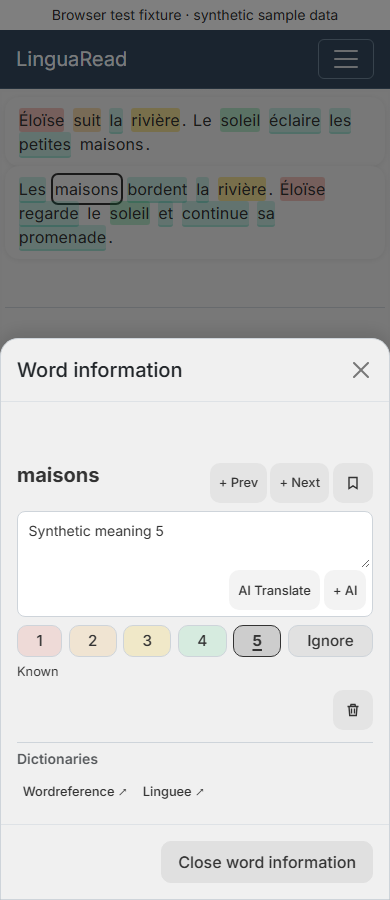 Browser test fixture · synthetic sample data
LinguaRead
Éloïse suit la rivière. Le soleil éclaire les
petites maisons.
Les maisons bordent la rivière. Éloïse
regarde le soleil et continue sa
promenade.
Word information
maisons
+ Prev
+ Next
Synthetic meaning 5
AI Translate
+ AI
1
2
3
4
5
Ignore
Known
Dictionaries
Wordreference ↗
Linguee ↗
Close word information